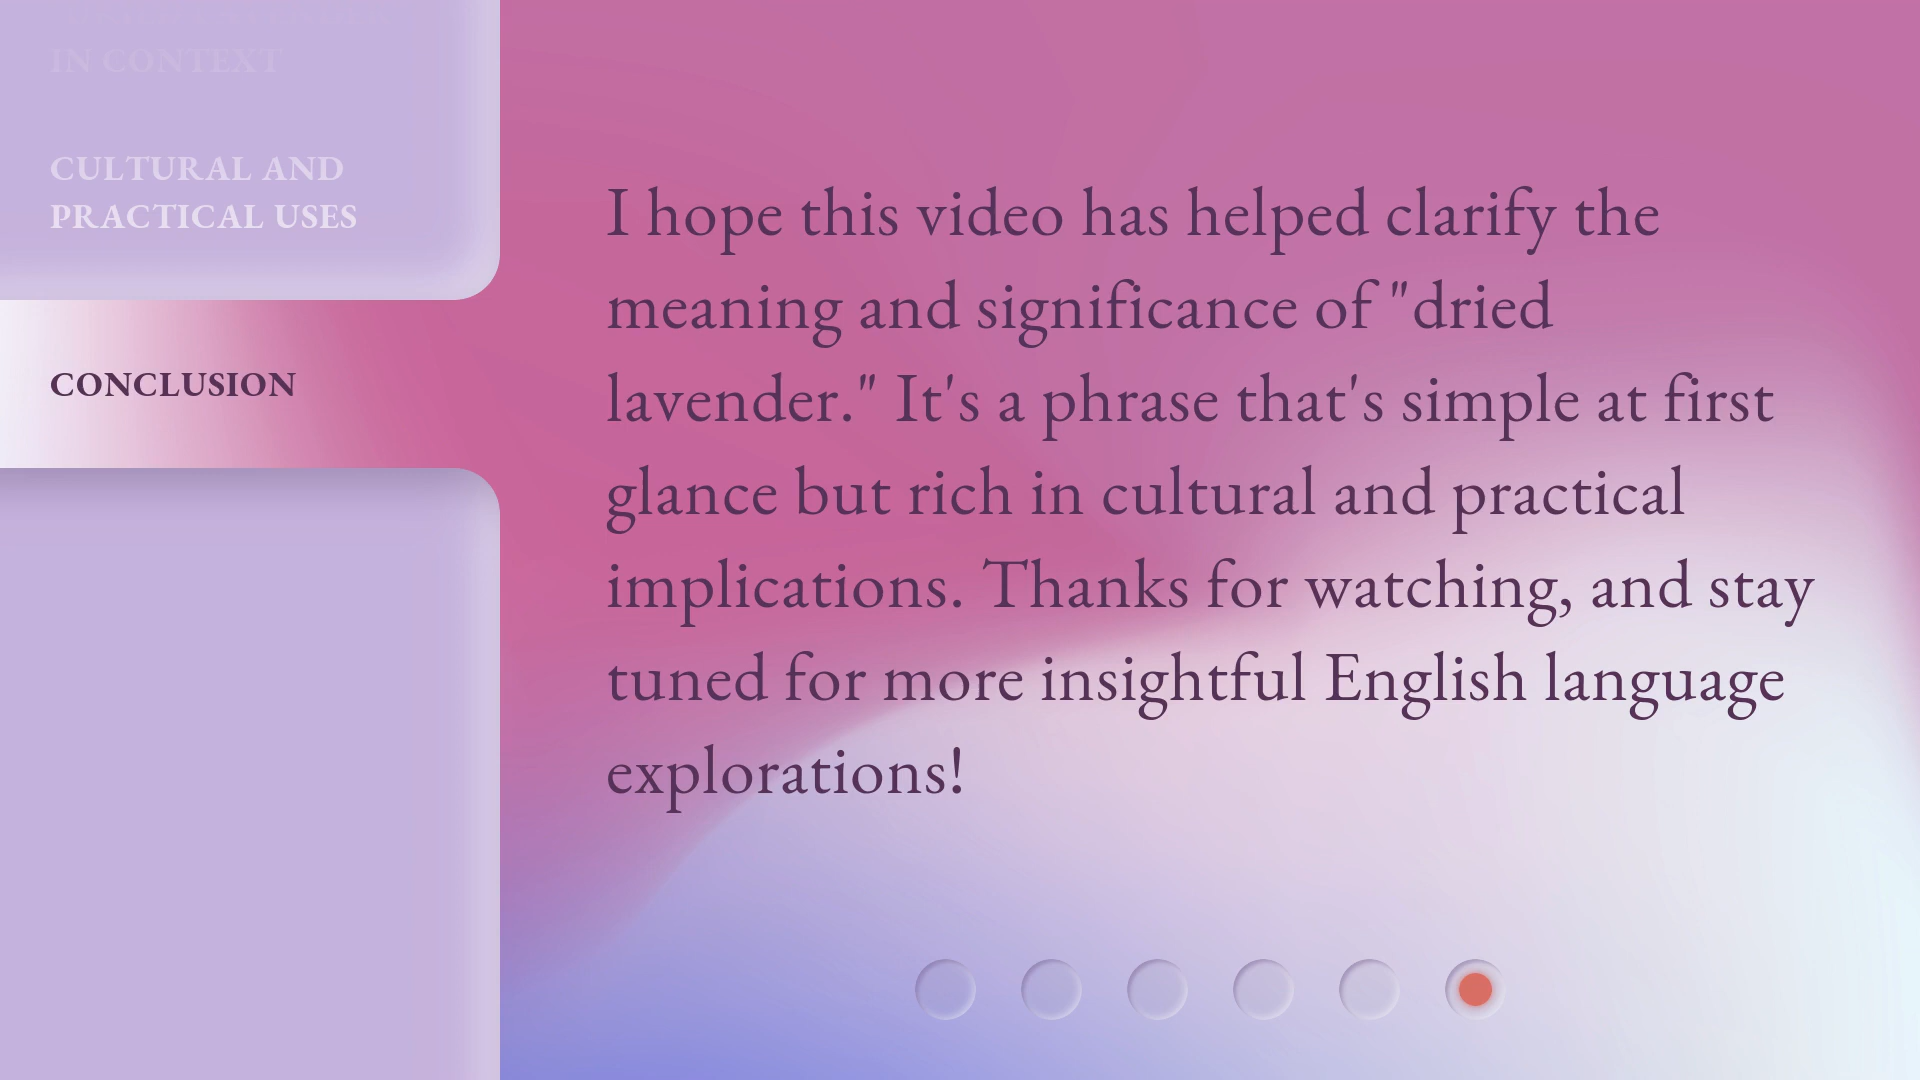 IN CONTEXT
CULTURAL AND
PRACTICAL USES
CONCLUSION
I hope this video has helped clarify the
meaning and significance of "dried
lavender." It's a phrase that's simple at first
glance but rich in cultural and practical
implications. Thanks for watching, and stay
tuned for more insightful English language
explorations!